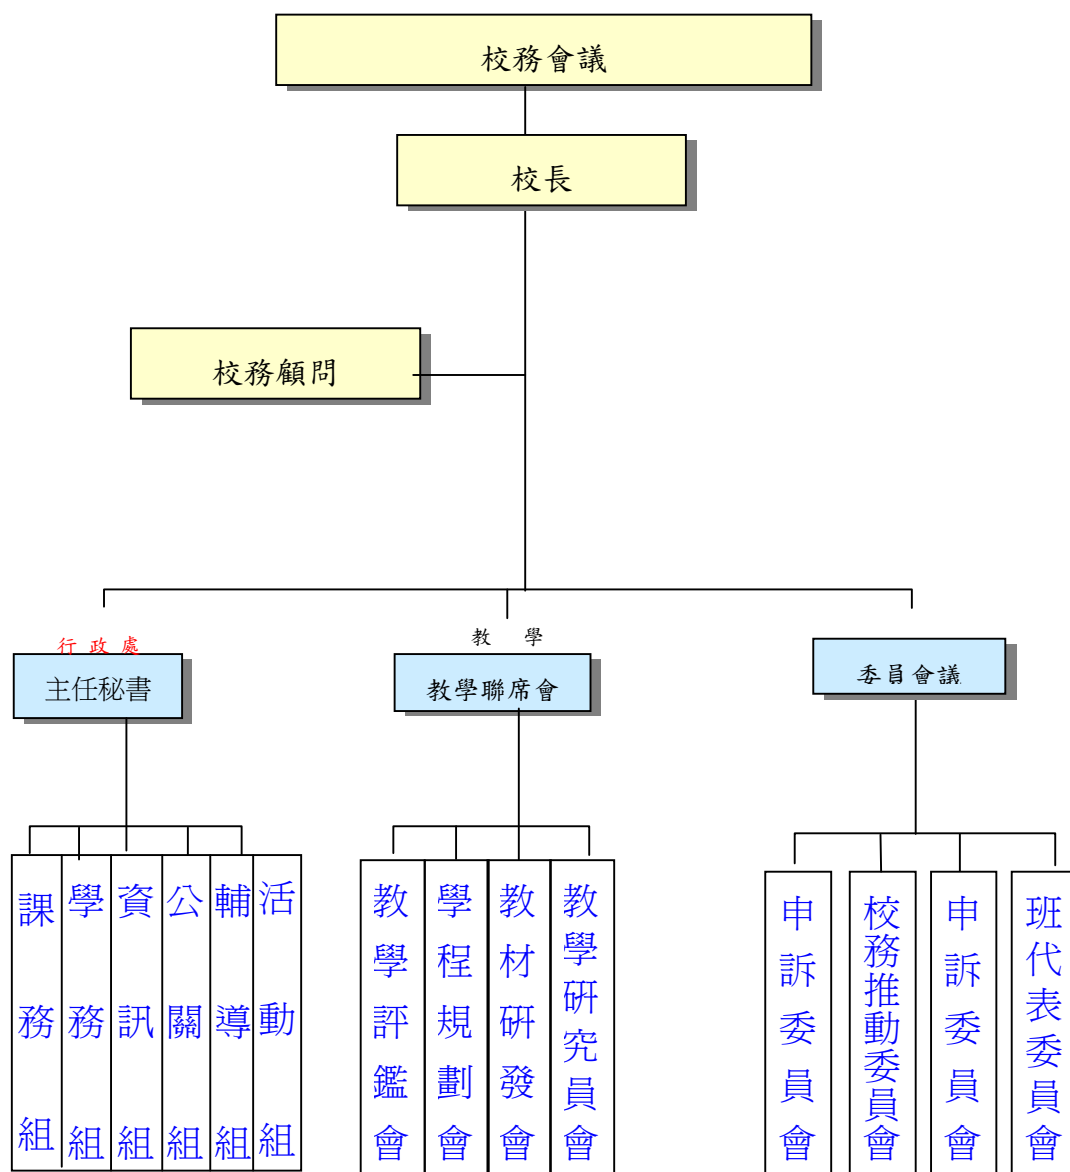 校務會議
校長
校務顧問
行政處
主任秘書
教 學
教學聯席會
委員會議
課務組
學務組
資訊組
公關組
輔導組
活動組
教學評鑑會
學程規劃會
教材研發會
教學研究員會
申訴委員會
校務推動委員會
申訴委員會
班代表委員會